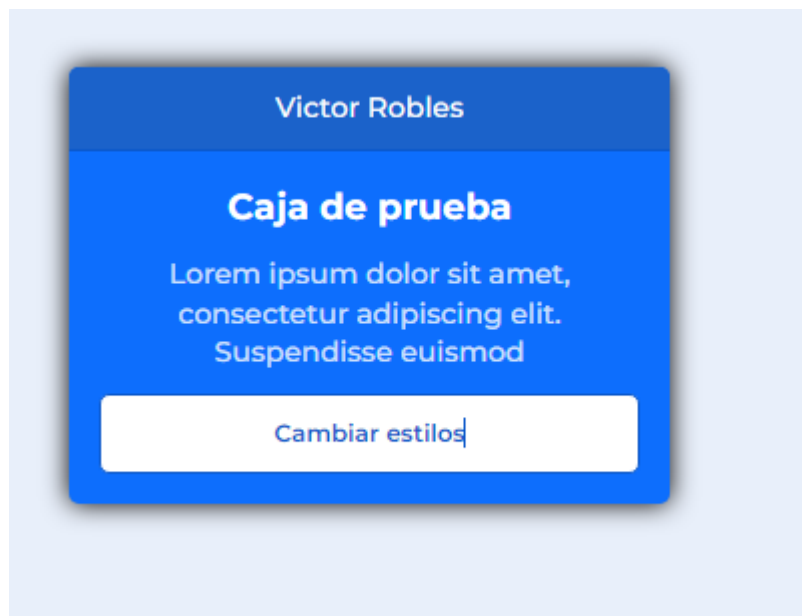 Victor Robles
Caja de prueba
Lorem ipsum dolor sit amet,
consectetur adipiscing elit.
Suspendisse euismod
Cambiar estilos